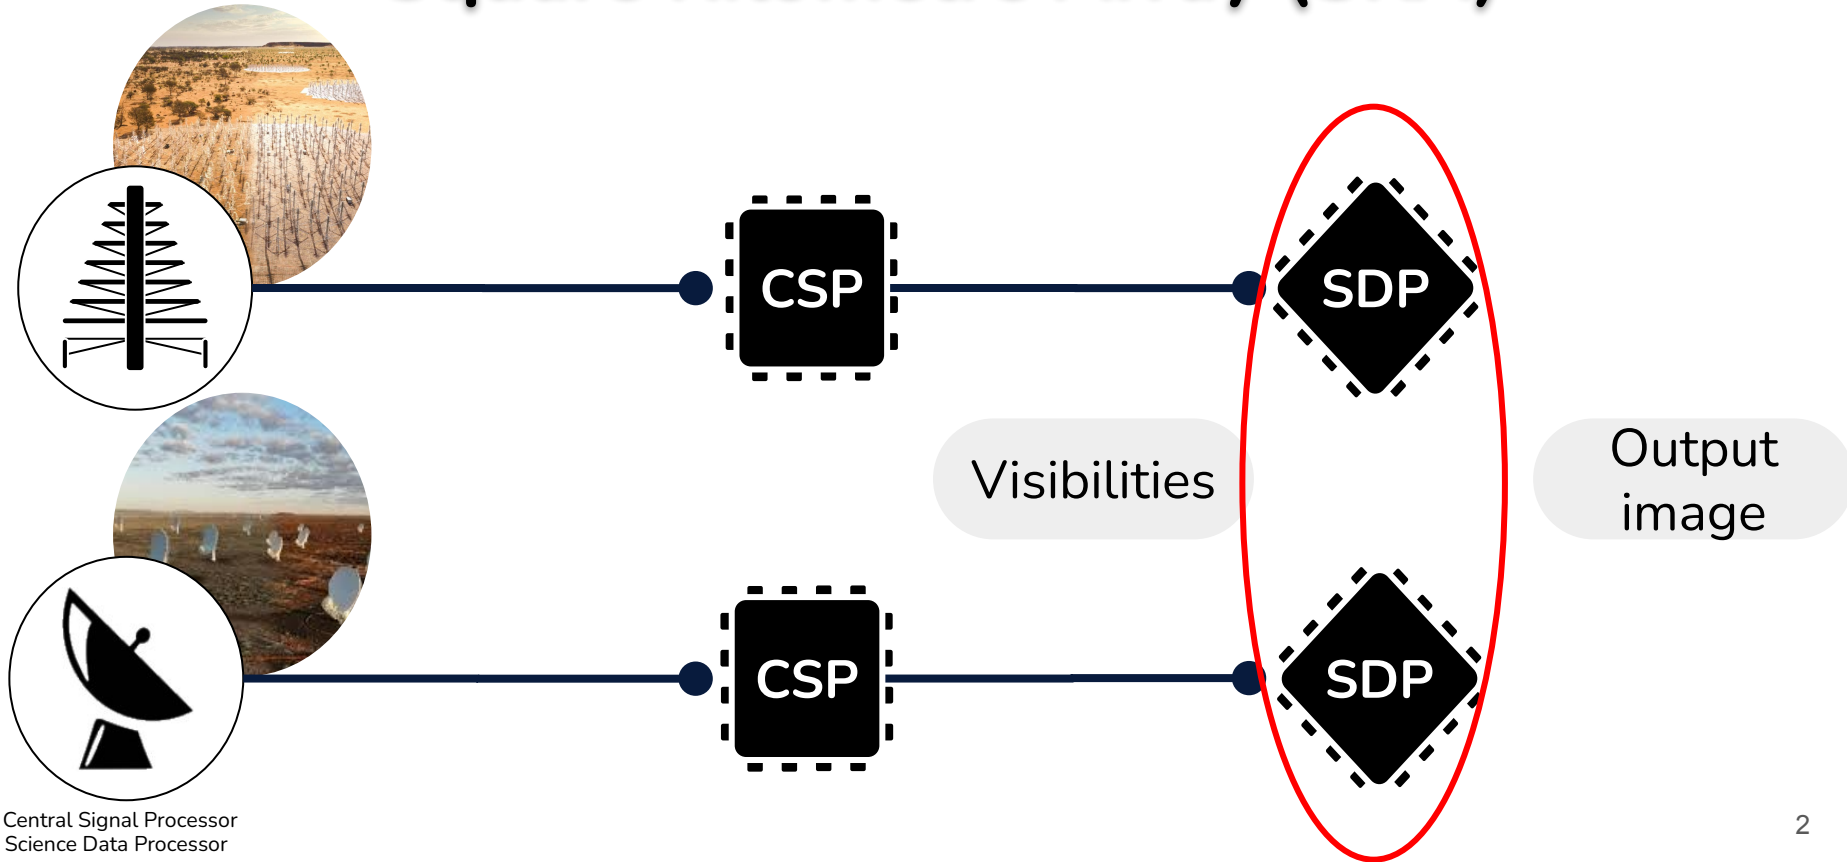 CSP
SDP
Visibilities
Output
image
CSP
SDP
Central Signal Processor
Science Data Processor
2